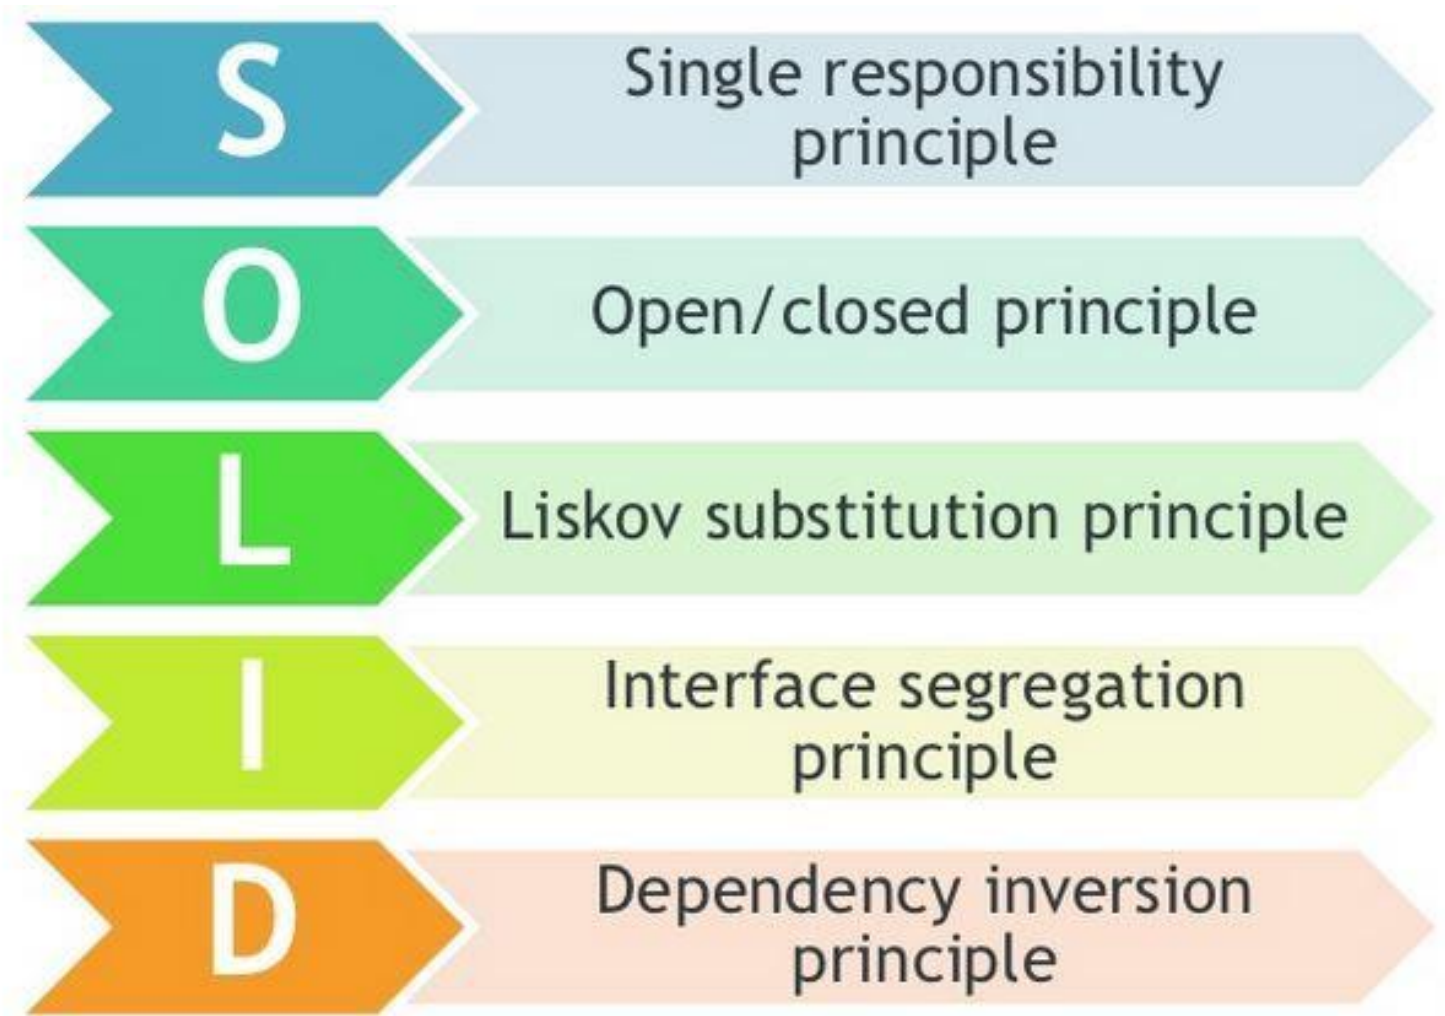 S
Single responsibility
principle
O
Open/closed principle
L
Liskov substitution principle
I
Interface segregation
principle
D
Dependency inversion
principle